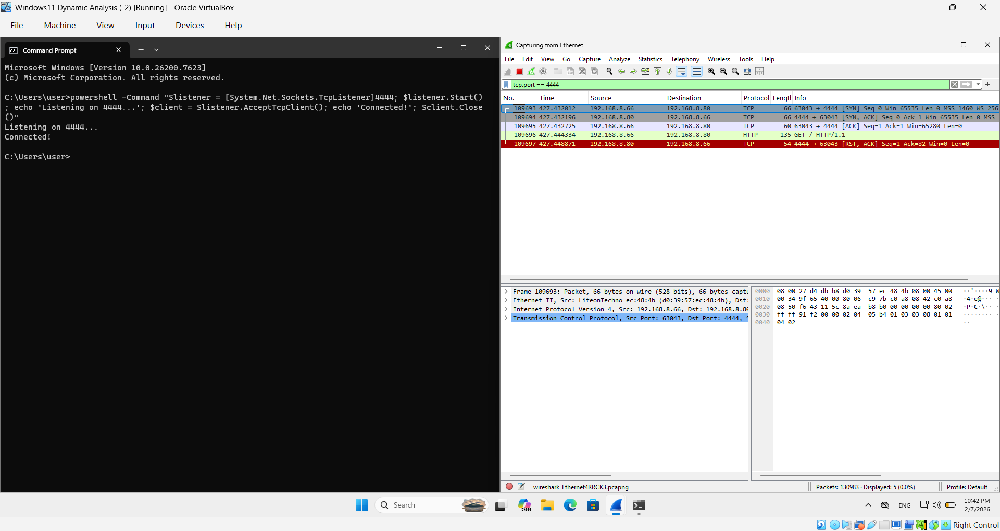 Windows11 Dynamic Analysis (-2) [Running] - Oracle VirtualBox
File Machine View Input Devices Help
Command Prompt
Microsoft Windows [Version 10.0.26200.7623]
(c) Microsoft Corporation. All rights reserved.
C:\Users\user>powershell -Command "$listener = [System.Net.Sockets.TcpListener]4444; $listener.Start()
; echo 'Listening on 4444...'; $client = $listener.AcceptTcpClient(); echo 'Connected!'; $client.Close
()"
Listening on 4444...
Connected!
C:\Users\user>
Capturing from Ethernet
File Edit View Go Capture Analyze Statistics Telephony Wireless Tools Help
tcp.port == 4444
No. Time Source Destination Protocol Lengtl Info
109693 427.432012 192.168.8.66 192.168.8.80 TCP 66 63043 → 4444 [SYN] Seq=0 Win=65535 Len=0 MSS=1460 WS=256
109694 427.432196 192.168.8.80 192.168.8.66 TCP 66 4444 → 63043 [SYN, ACK] Seq=0 Ack=1 Win=65535 Len=0 MSS=
109695 427.432725 192.168.8.66 192.168.8.80 TCP 60 63043 → 4444 [ACK] Seq=1 Ack=1 Win=65280 Len=0
109696 427.444334 192.168.8.66 192.168.8.80 HTTP 135 GET / HTTP/1.1
109697 427.448871 192.168.8.80 192.168.8.66 TCP 54 4444 → 63043 [RST, ACK] Seq=1 Ack=82 Win=0 Len=0
Frame 109693: Packet, 66 bytes on wire (528 bits), 66 bytes captu
Ethernet II, Src: LiteonTechno_ec:48:4b (d0:39:57:ec:48:4b), Dst:
Internet Protocol Version 4, Src: 192.168.8.66, Dst: 192.168.8.80
Transmission Control Protocol, Src Port: 63043, Dst Port: 4444, S
0000 08 00 27 d4 db b8 d0 39 57 ec 48 4b 08 00 45 00 ··'····9 W
0010 00 34 9f 65 40 00 80 06 c9 7b c0 a8 08 42 c0 a8 ·4·e@···
0020 08 50 f6 43 11 5c 8a ea b8 b0 00 00 00 00 80 02 ·P·C·\··
0030 ff ff 91 f2 00 00 02 04 05 b4 01 03 03 08 01 01 ········
0040 04 02 ··
wireshark_Ethernet4RRCK3.pcapng
Packets: 130983 · Displayed: 5 (0.0%)
Profile: Default
Search
M365
ENG
10:42 PM
2/7/2026
Right Control